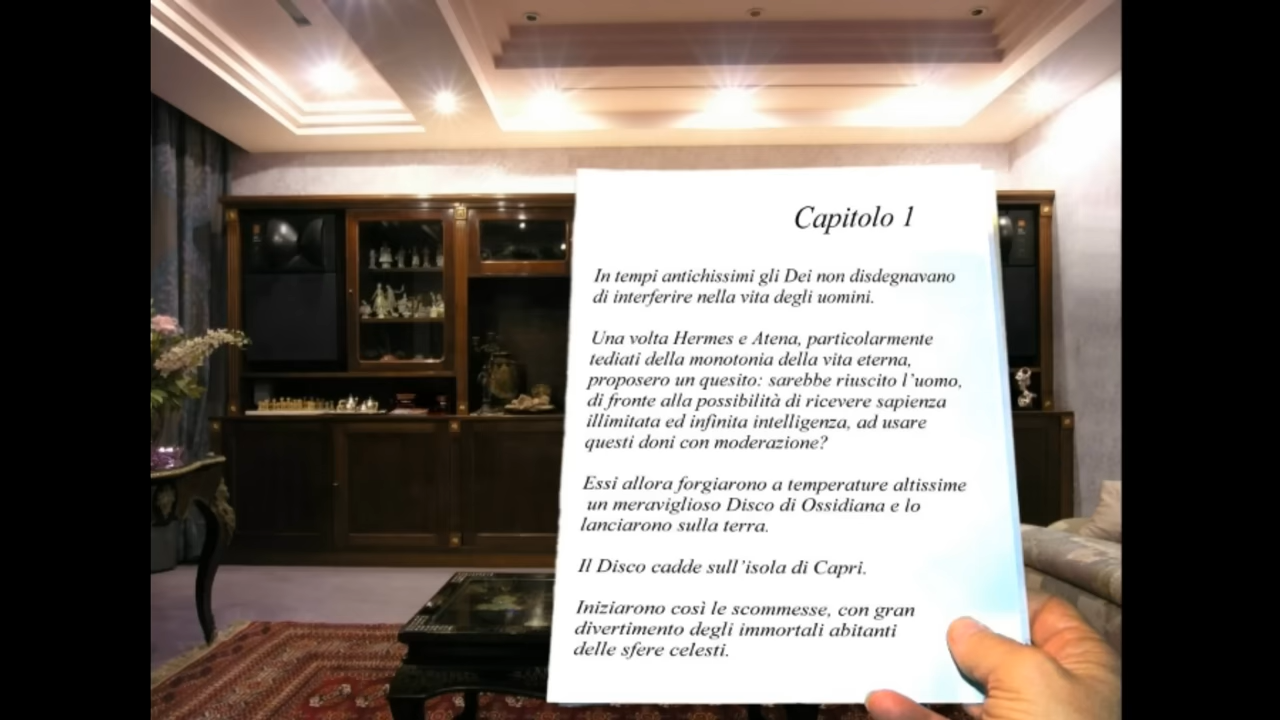 Capitolo 1
In tempi antichissimi gli Dei non disdegnavano
di interferire nella vita degli uomini.
Una volta Hermes e Atena, particolarmente
tediati della monotonia della vita eterna,
proposero un quesito: sarebbe riuscito l'uomo,
di fronte alla possibilità di ricevere sapienza
illimitata ed infinita intelligenza, ad usare
questi doni con moderazione?
Essi allora forgiarono a temperature altissime
un meraviglioso Disco di Ossidiana e lo
lanciarono sulla terra.
Il Disco cadde sull'isola di Capri.
Iniziarono così le scommesse, con gran
divertimento degli immortali abitanti
delle sfere celesti.